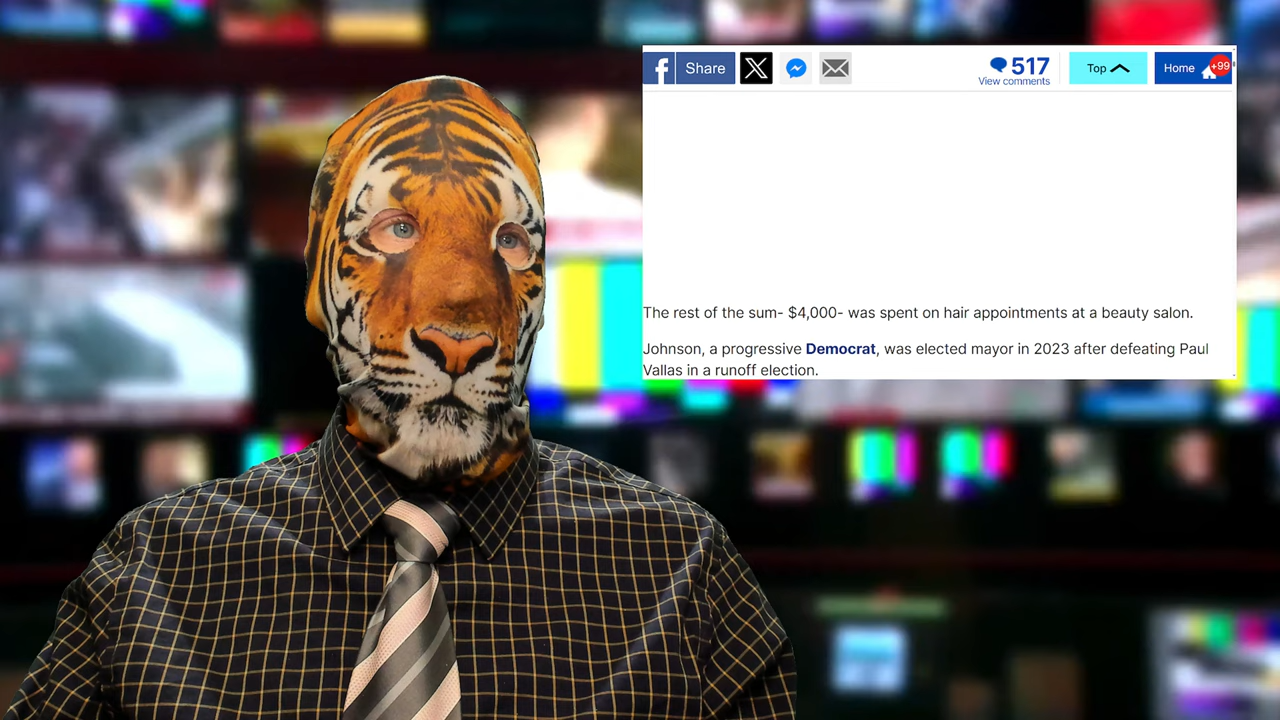 Share
517
View comments
Top
Home
+99
The rest of the sum- $4,000- was spent on hair appointments at a beauty salon.
Johnson, a progressive Democrat, was elected mayor in 2023 after defeating Paul
Vallas in a runoff election.